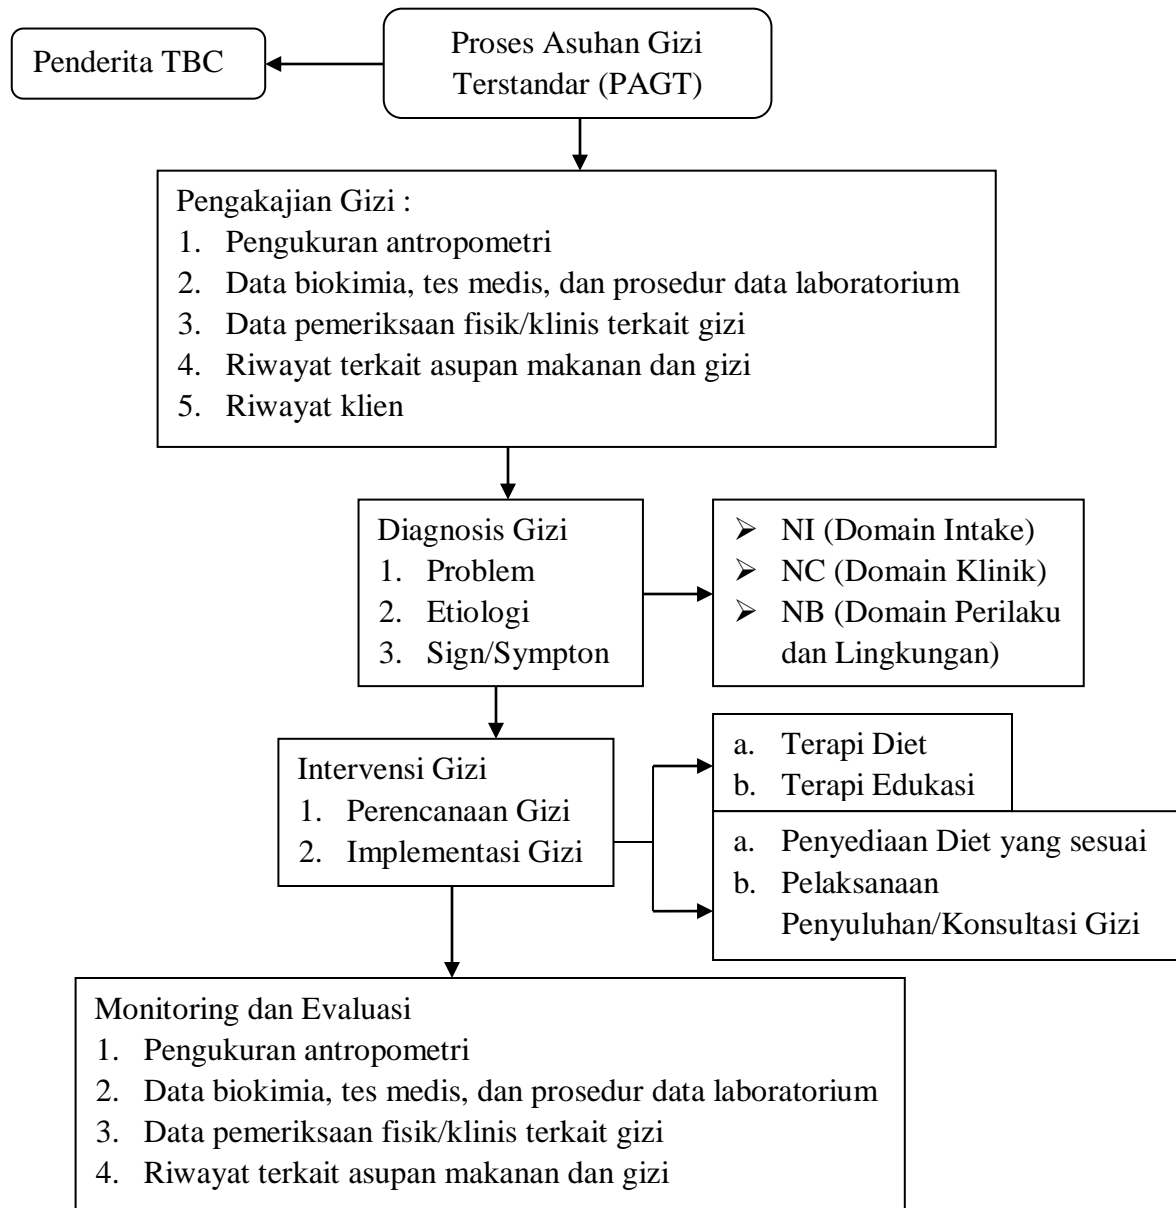 Penderita TBC
Proses Asuhan Gizi
Terstandar (PAGT)
Pengakajian Gizi :
1. Pengukuran antropometri
2. Data biokimia, tes medis, dan prosedur data laboratorium
3. Data pemeriksaan fisik/klinis terkait gizi
4. Riwayat terkait asupan makanan dan gizi
5. Riwayat klien
Diagnosis Gizi
1. Problem
2. Etiologi
3. Sign/Sympton
➢ NI (Domain Intake)
➢ NC (Domain Klinik)
➢ NB (Domain Perilaku
dan Lingkungan)
Intervensi Gizi
1. Perencanaan Gizi
2. Implementasi Gizi
a. Terapi Diet
b. Terapi Edukasi
a. Penyediaan Diet yang sesuai
b. Pelaksanaan
Penyuluhan/Konsultasi Gizi
Monitoring dan Evaluasi
1. Pengukuran antropometri
2. Data biokimia, tes medis, dan prosedur data laboratorium
3. Data pemeriksaan fisik/klinis terkait gizi
4. Riwayat terkait asupan makanan dan gizi